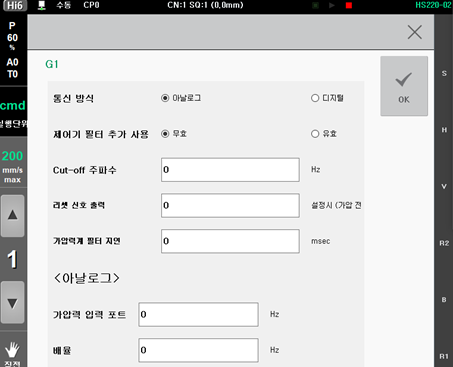 Hi6 수동 CP0 CN:1 SQ:1 (0,0mm) HS220-02
P
60
%
A0
T0
cmd
실행단위
200
mm/s
max
1
G1
OK
통신 방식 아날로그 디지털
제어기 필터 추가 사용 무효 유효
Cut-off 주파수 0 Hz
리셋 신호 출력 0 설정시 (가압 전
가압력계 필터 지연 0 msec
<아날로그>
가압력 입력 포트 0 Hz
배율 0 Hz
S
H
V
R2
B
R1